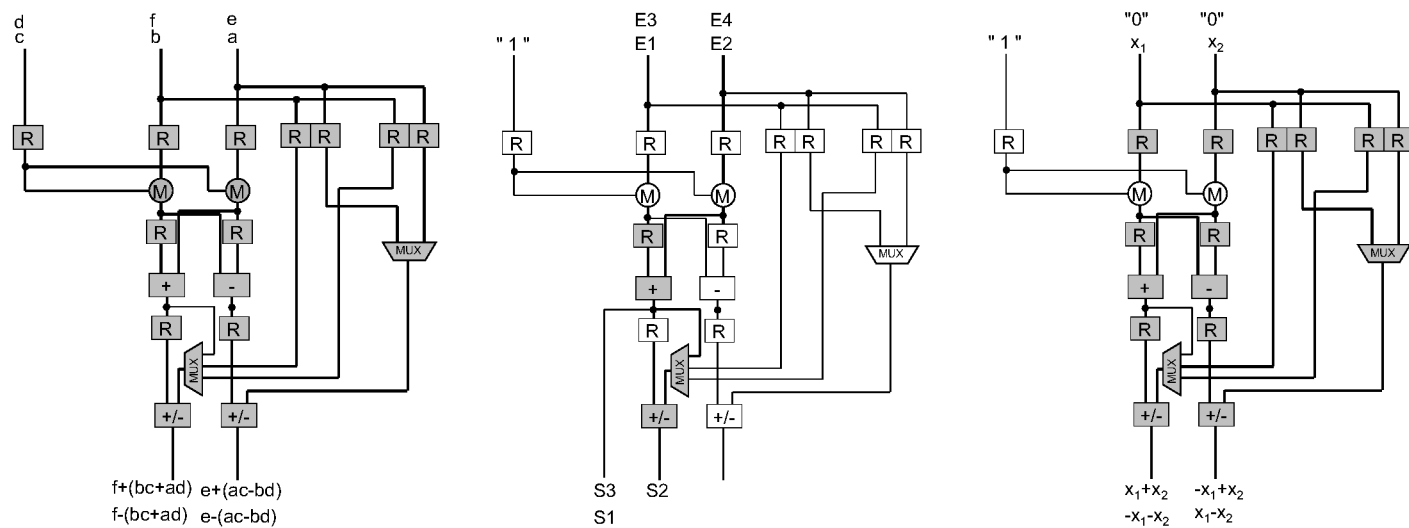 d
c
f
b
e
a
R
R
R
R R
R R
M
M
R
R
MUX
+
-
R
R
MUX
+/-
+/-
f+(bc+ad) e+(ac-bd)
f-(bc+ad) e-(ac-bd)
" 1 "
E3 E4
E1 E2
R
R
R
R R
R R
M
M
R
R
MUX
+
-
R
R
MUX
+/-
+/-
S3 S2
S1
" 1 "
"0" "0"
x₁ x₂
R
R
R
R R
R R
M
M
R
R
MUX
+
-
R
R
MUX
+/-
+/-
x₁+x₂ -x₁+x₂
-x₁-x₂ x₁-x₂